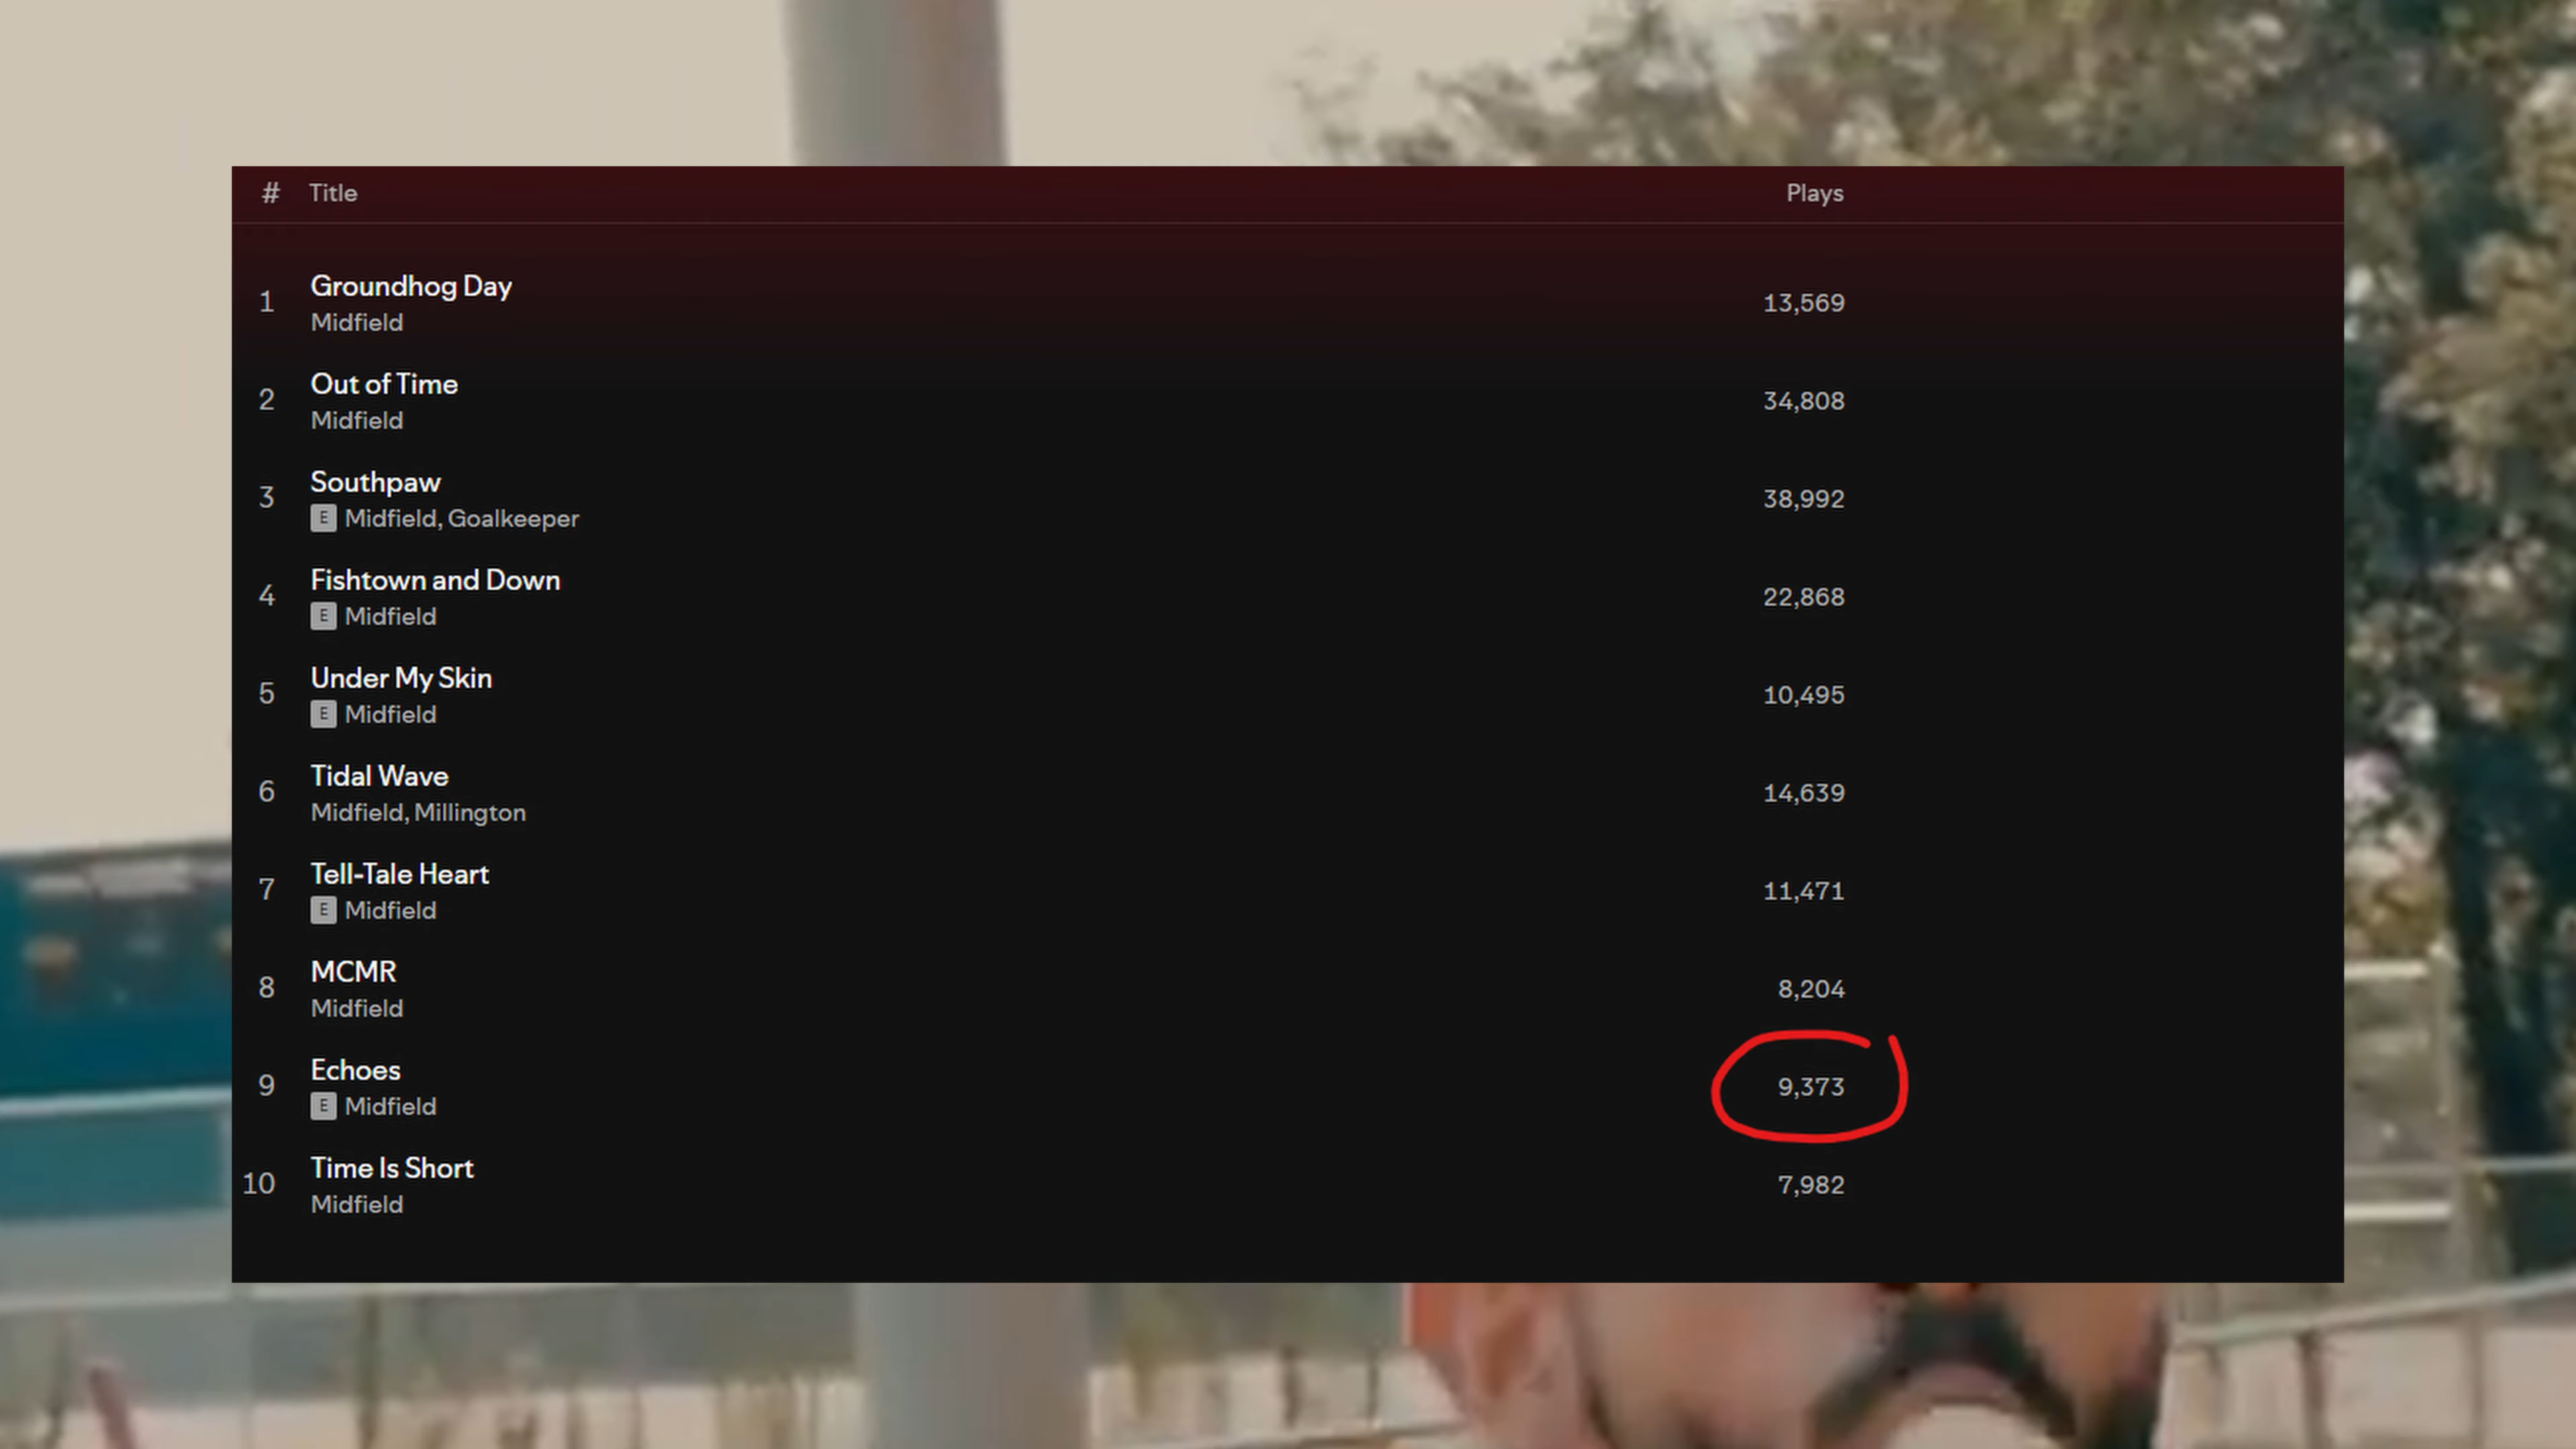 # Title Plays
1 Groundhog Day 13,569
Midfield
2 Out of Time 34,808
Midfield
3 Southpaw 38,992
E Midfield, Goalkeeper
4 Fishtown and Down 22,868
E Midfield
5 Under My Skin 10,495
E Midfield
6 Tidal Wave 14,639
Midfield, Millington
7 Tell-Tale Heart 11,471
E Midfield
8 MCMR 8,204
Midfield
9 Echoes 9,373
E Midfield
10 Time Is Short 7,982
Midfield